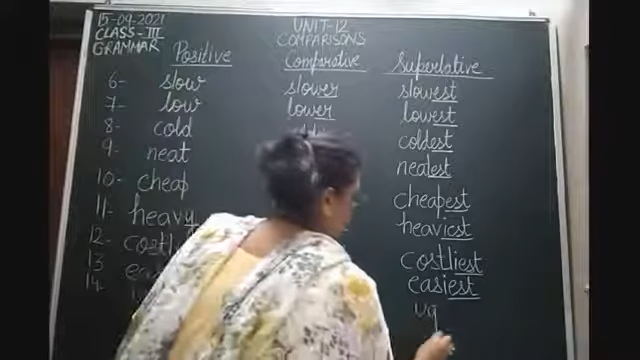 15-09-2021
CLASS-III
GRAMMAR
UNIT-12
COMPARISONS
Positive Comparative Superlative
6- slow slower slowest
7- low lower lowest
8- cold coldest
9- neat neatest
10- cheap cheapest
11- heavy heaviest
12- costliest
13 easiest
14-